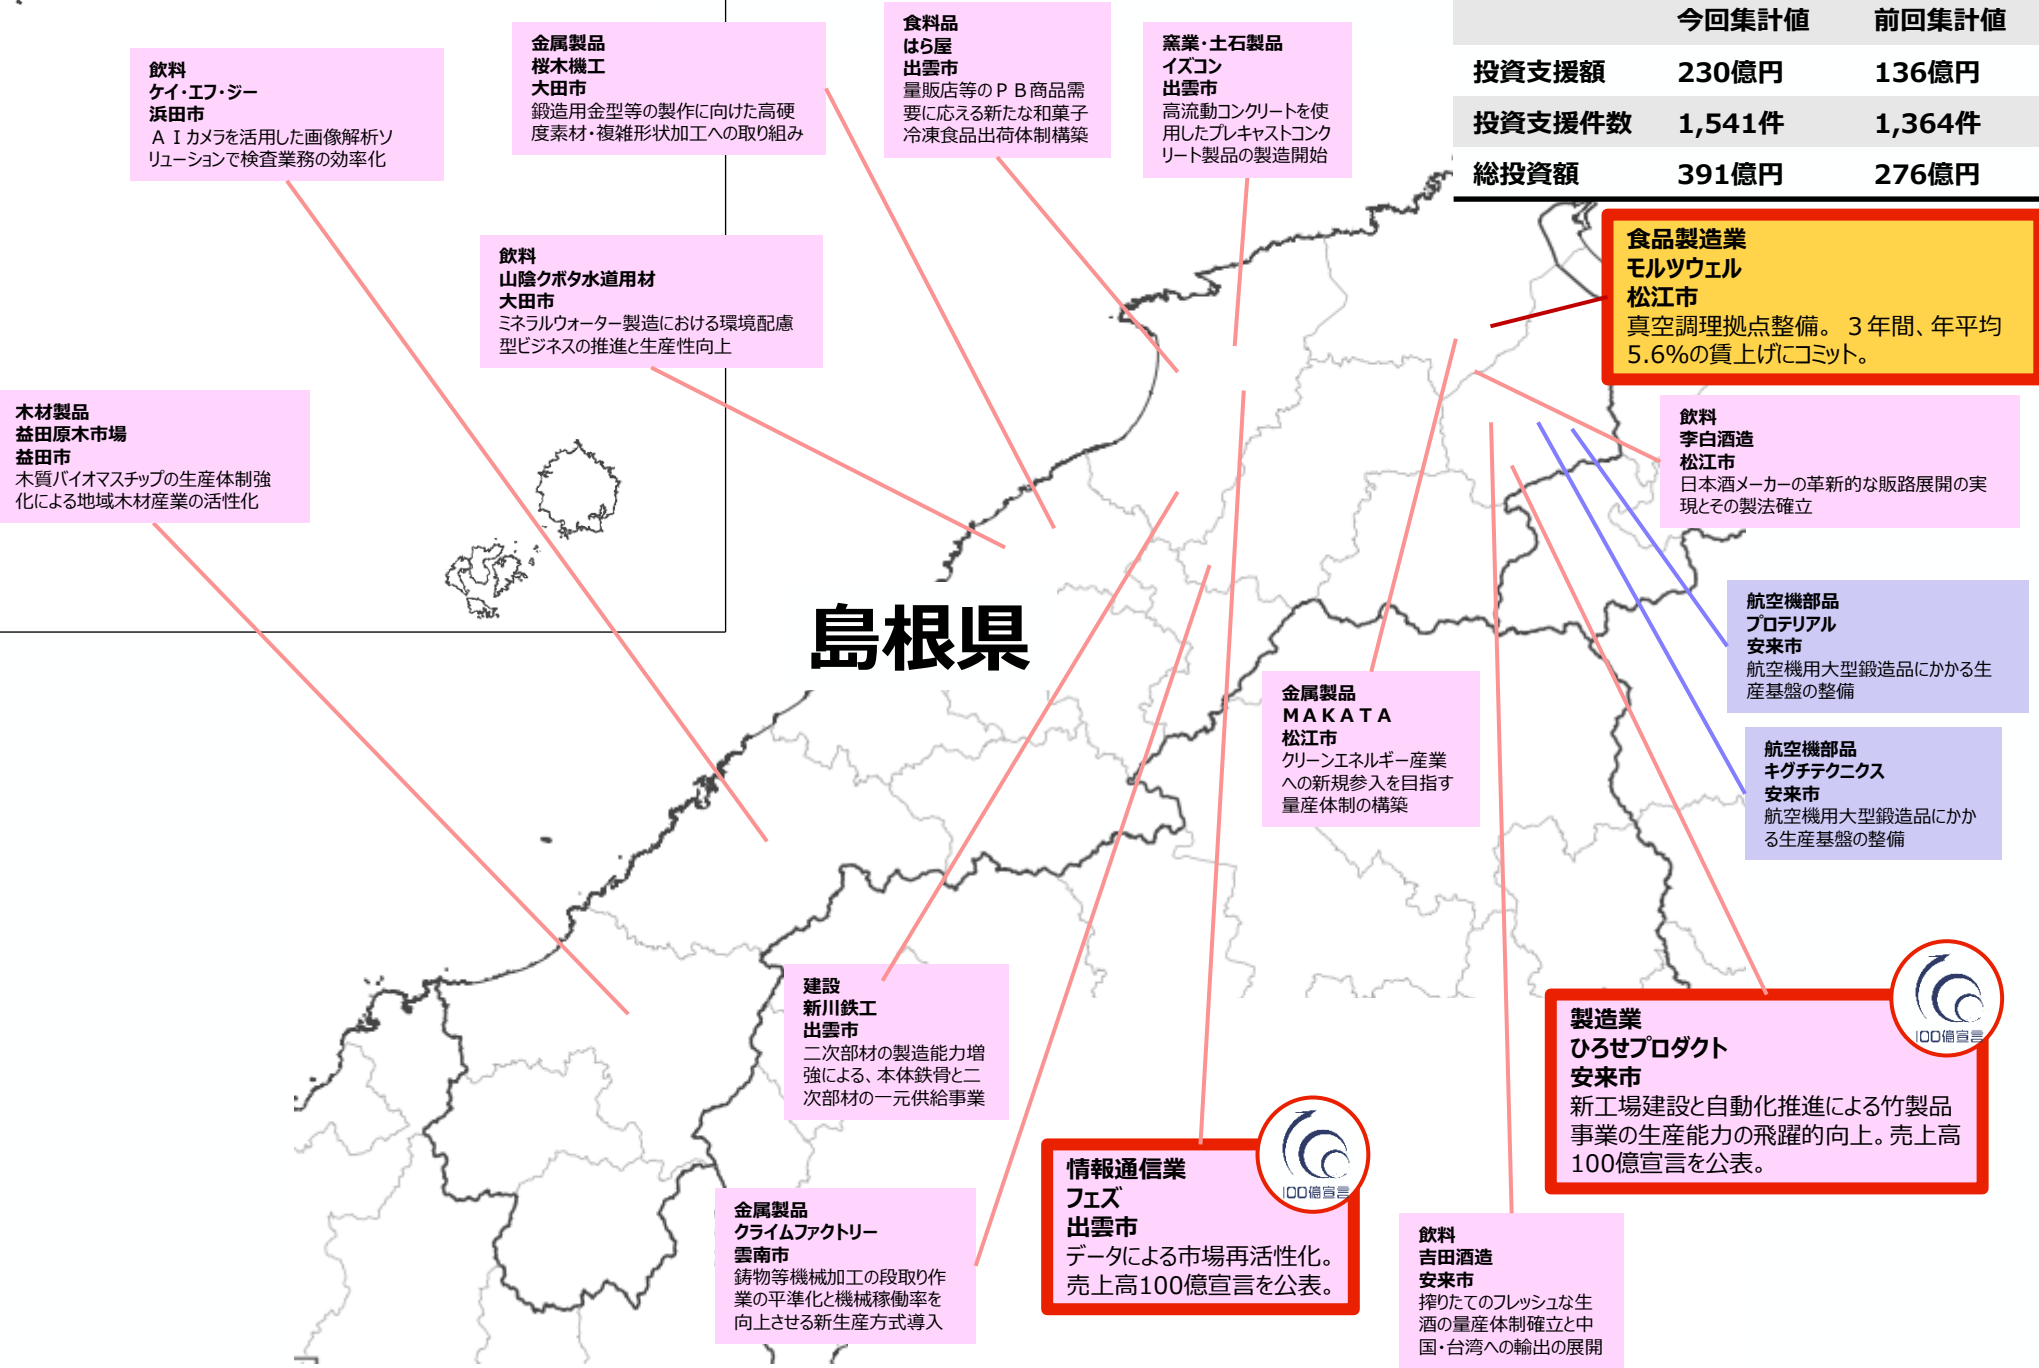 今回集計値 前回集計値
投資支援額 230億円 136億円
投資支援件数 1,541件 1,364件
総投資額 391億円 276億円
飲料
ケイ・エフ・ジー
浜田市
ＡＩカメラを活用した画像解析ソ
リューションで検査業務の効率化
金属製品
桜木機工
大田市
鍛造用金型等の製作に向けた高硬
度素材・複雑形状加工への取り組み
食料品
はら屋
出雲市
量販店等のＰＢ商品需
要に応える新たな和菓子
冷凍食品出荷体制構築
窯業・土石製品
イズコン
出雲市
高流動コンクリートを使
用したプレキャストコンク
リート製品の製造開始
食品製造業
モルツウェル
松江市
真空調理拠点整備。３年間、年平均
5.6%の賃上げにコミット。
飲料
山陰クボタ水道用材
大田市
ミネラルウォーター製造における環境配慮
型ビジネスの推進と生産性向上
木材製品
益田原木市場
益田市
木質バイオマスチップの生産体制強
化による地域木材産業の活性化
飲料
李白酒造
松江市
日本酒メーカーの革新的な販路展開の実
現とその製法確立
島根県
航空機部品
プロテリアル
安来市
航空機用大型鍛造品にかかる生
産基盤の整備
金属製品
ＭＡＫＡＴＡ
松江市
クリーンエネルギー産業
への新規参入を目指す
量産体制の構築
航空機部品
キグチテクニクス
安来市
航空機用大型鍛造品にかか
る生産基盤の整備
建設
新川鉄工
出雲市
二次部材の製造能力増
強による、本体鉄骨と二
次部材の一元供給事業
100億宣言
製造業
ひろせプロダクト
安来市
新工場建設と自動化推進による竹製品
事業の生産能力の飛躍的向上。売上高
100億宣言を公表。
100億宣言
情報通信業
フェズ
出雲市
データによる市場再活性化。
売上高100億宣言を公表。
金属製品
クライムファクトリー
雲南市
鋳物等機械加工の段取り作
業の平準化と機械稼働率を
向上させる新生産方式導入
飲料
吉田酒造
安来市
搾りたてのフレッシュな生
酒の量産体制確立と中
国・台湾への輸出の展開